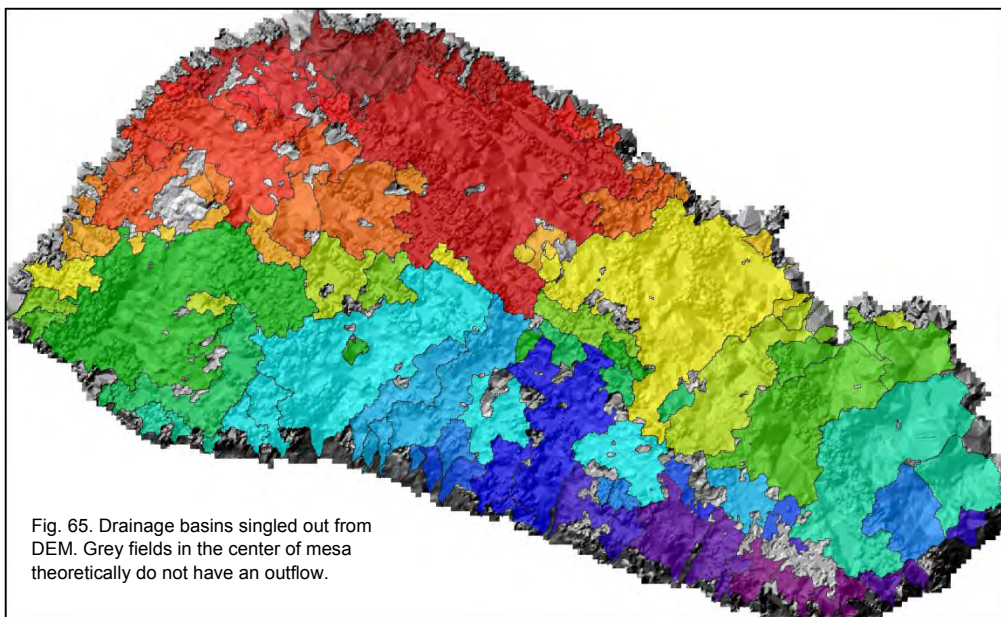 Fig. 65. Drainage basins singled out from
DEM. Grey fields in the center of mesa
theoretically do not have an outflow.